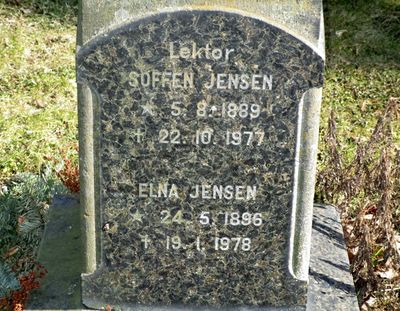 Lektor
SOFFEN JENSEN
* 5. 8. 1889
† 22. 10. 1977
ELNA JENSEN
* 24. 5. 1896
† 19. 1. 1978